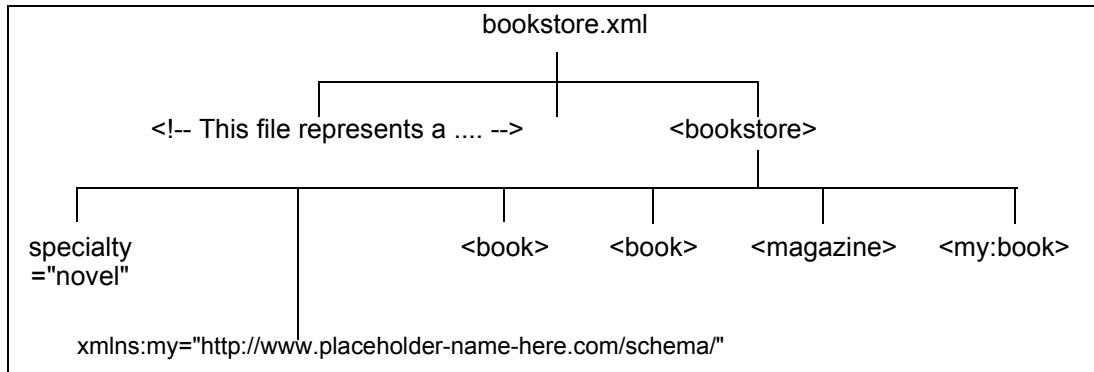 bookstore.xml
<!-- This file represents a .... -->
<bookstore>
specialty
="novel"
<book>
<book>
<magazine>
<my:book>
xmlns:my="http://www.placeholder-name-here.com/schema/"